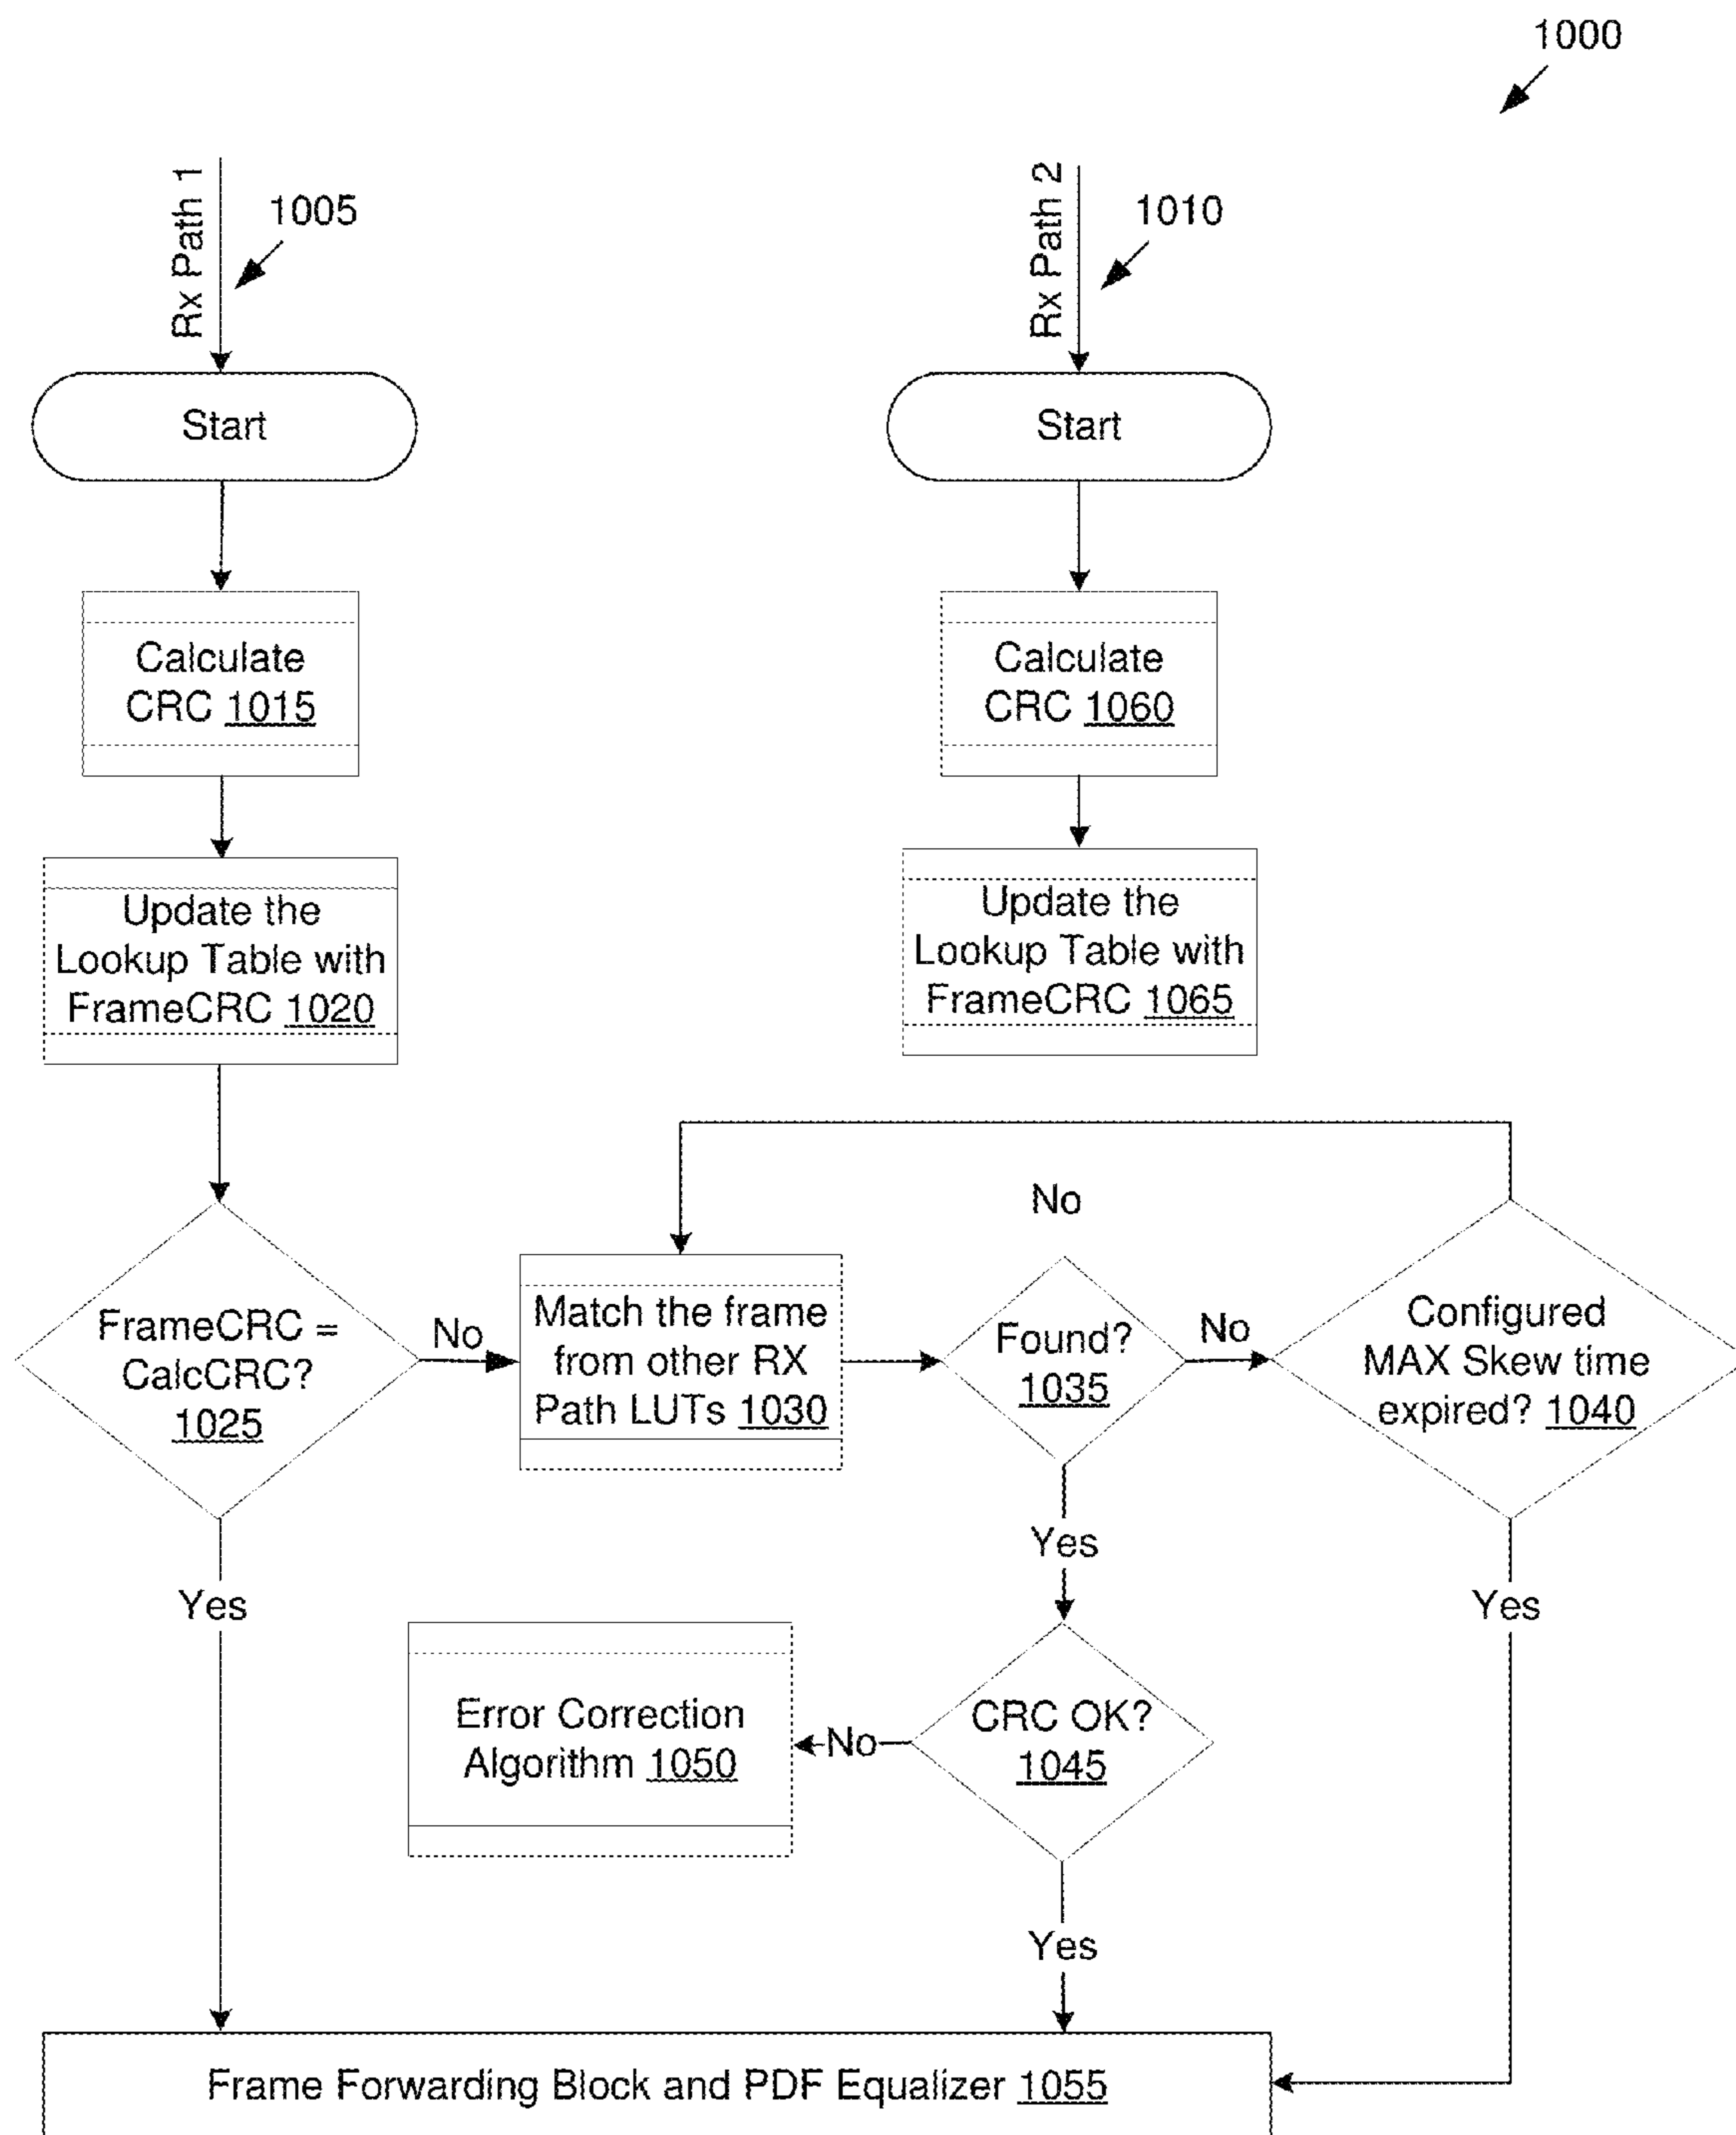 1000
Rx Path 1
1005
Rx Path 2
1010
Start
Start
Calculate
CRC 1015
Calculate
CRC 1060
Update the
Lookup Table with
FrameCRC 1020
Update the
Lookup Table with
FrameCRC 1065
No
FrameCRC =
CalcCRC?
1025
No
Match the frame
from other RX
Path LUTs 1030
Found?
1035
No
Configured
MAX Skew time
expired? 1040
Yes
Yes
Yes
Error Correction
Algorithm 1050
No
CRC OK?
1045
Yes
Frame Forwarding Block and PDF Equalizer 1055